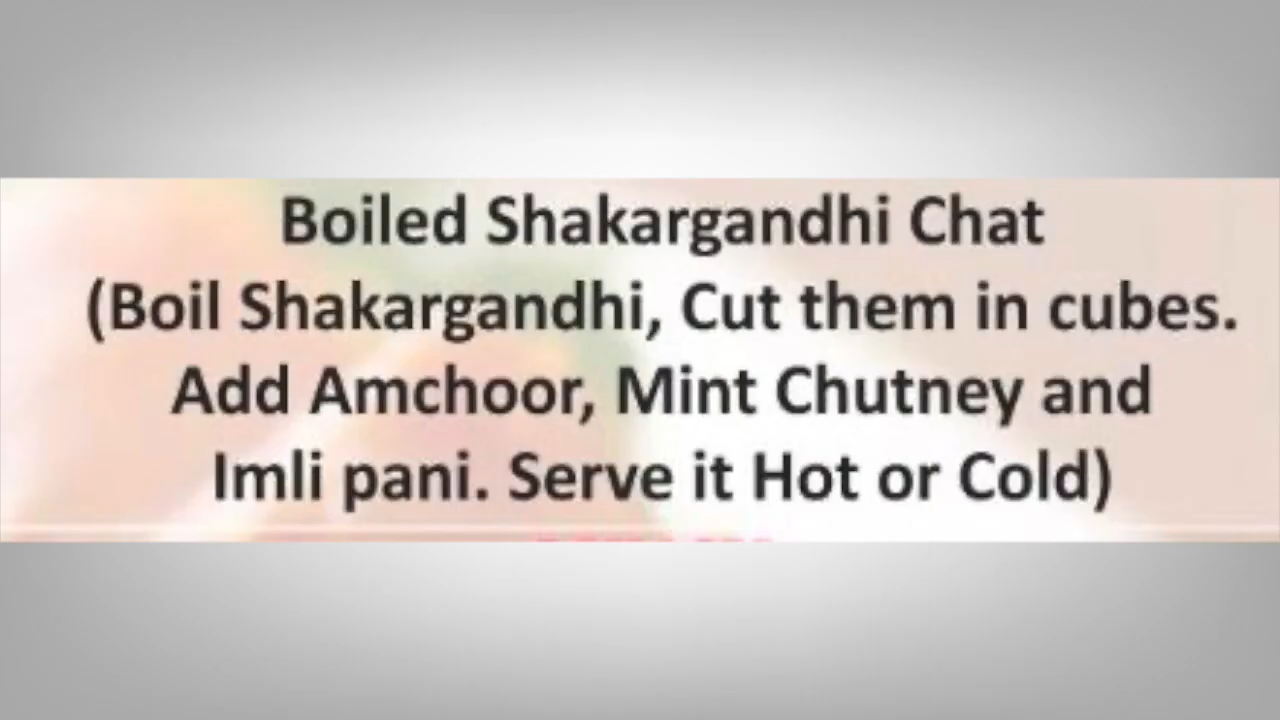 Boiled Shakargandhi Chat
(Boil Shakargandhi, Cut them in cubes.
Add Amchoor, Mint Chutney and
Imli pani. Serve it Hot or Cold)